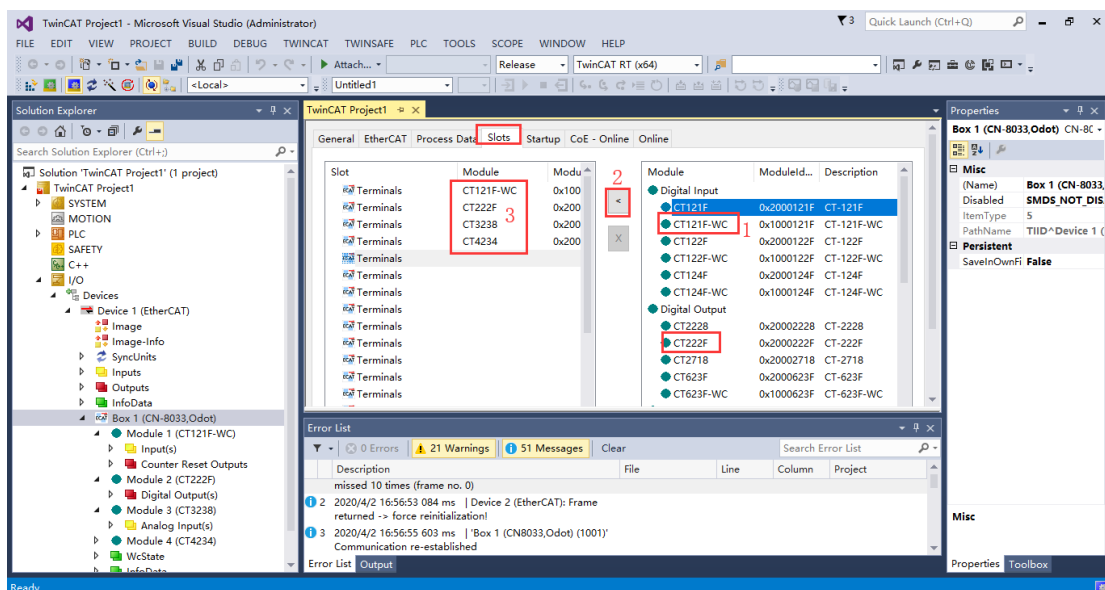 TwinCAT Project1 - Microsoft Visual Studio (Administrator)
3
Quick Launch (Ctrl+Q)
FILE EDIT VIEW PROJECT BUILD DEBUG TWINCAT TWINSAFE PLC TOOLS SCOPE WINDOW HELP
Attach... Release TwinCAT RT (x64)
<Local> Untitled1
Solution Explorer
Search Solution Explorer (Ctrl+;)
Solution 'TwinCAT Project1' (1 project)
TwinCAT Project1
SYSTEM
MOTION
PLC
SAFETY
C++
I/O
Devices
Device 1 (EtherCAT)
Image
Image-Info
SyncUnits
Inputs
Outputs
InfoData
Box 1 (CN-8033,Odot)
Module 1 (CT121F-WC)
Input(s)
Counter Reset Outputs
Module 2 (CT222F)
Digital Output(s)
Module 3 (CT3238)
Analog Input(s)
Module 4 (CT4234)
WcState
InfoData
TwinCAT Project1
General EtherCAT Process Data Slots Startup CoE - Online Online
Slot Module Modu
Terminals CT121F-WC 0x100
Terminals CT222F 0x200
Terminals CT3238 0x200
Terminals CT4234 0x200
Terminals
Terminals
Terminals
Terminals
Terminals
Terminals
Terminals
Terminals
Terminals
3
2
<
X
1
Module ModuleId... Description
Digital Input
CT121F 0x2000121F CT-121F
CT121F-WC 0x1000121F CT-121F-WC
CT122F 0x2000122F CT-122F
CT122F-WC 0x1000122F CT-122F-WC
CT124F 0x2000124F CT-124F
CT124F-WC 0x1000124F CT-124F-WC
Digital Output
CT2228 0x20002228 CT-2228
CT222F 0x2000222F CT-222F
CT2718 0x20002718 CT-2718
CT623F 0x2000623F CT-623F
CT623F-WC 0x1000623F CT-623F-WC
Error List
0 Errors 21 Warnings 51 Messages Clear Search Error List
Description File Line Column Project
missed 10 times (frame no. 0)
2 2020/4/2 16:56:53 084 ms | Device 2 (EtherCAT): Frame
returned -> force reinitialization!
3 2020/4/2 16:56:55 603 ms | 'Box 1 (CN8033,Odot) (1001)'
Communication re-established
Error List Output
Properties
Box 1 (CN-8033,Odot) CN-8C
Misc
(Name) Box 1 (CN-8033,
Disabled SMDS_NOT_DIS
ItemType 5
PathName TIID^Device 1 (
Persistent
SaveInOwnFi False
Misc
Properties Toolbox
Ready